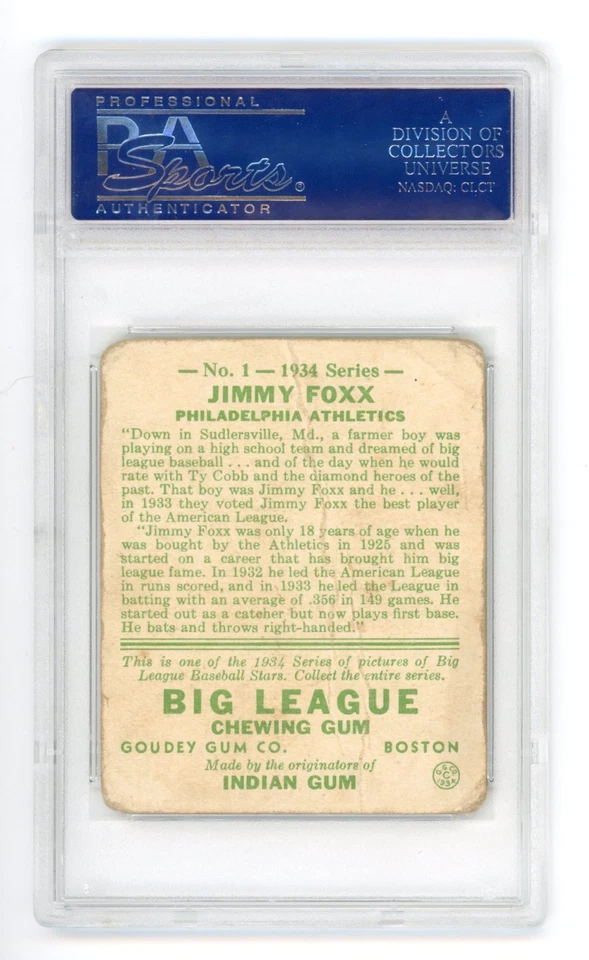 PROFESSIONAL
PSA
Sports®
AUTHENTICATOR
A
DIVISION OF
COLLECTORS
UNIVERSE
NASDAQ: CLCT
— No. 1 — 1934 Series —
JIMMY FOXX
PHILADELPHIA ATHLETICS
"Down in Sudlersville, Md., a farmer boy was
playing on a high school team and dreamed of big
league baseball . . . and of the day when he would
rate with Ty Cobb and the diamond heroes of the
past. That boy was Jimmy Foxx and he . . . well,
in 1933 they voted Jimmy Foxx the best player
of the American League.
"Jimmy Foxx was only 18 years of age when he
was bought by the Athletics in 1925 and was
started on a career that has brought him big
league fame. In 1932 he led the American League
in runs scored, and in 1933 he led the League in
batting with an average of .356 in 149 games. He
started out as a catcher but now plays first base.
He bats and throws right-handed."
This is one of the 1934 Series of pictures of Big
League Baseball Stars. Collect the entire series.
BIG LEAGUE
CHEWING GUM
GOUDEY GUM CO. BOSTON
Made by the originators of
INDIAN GUM
G.G.CO.
C
1934